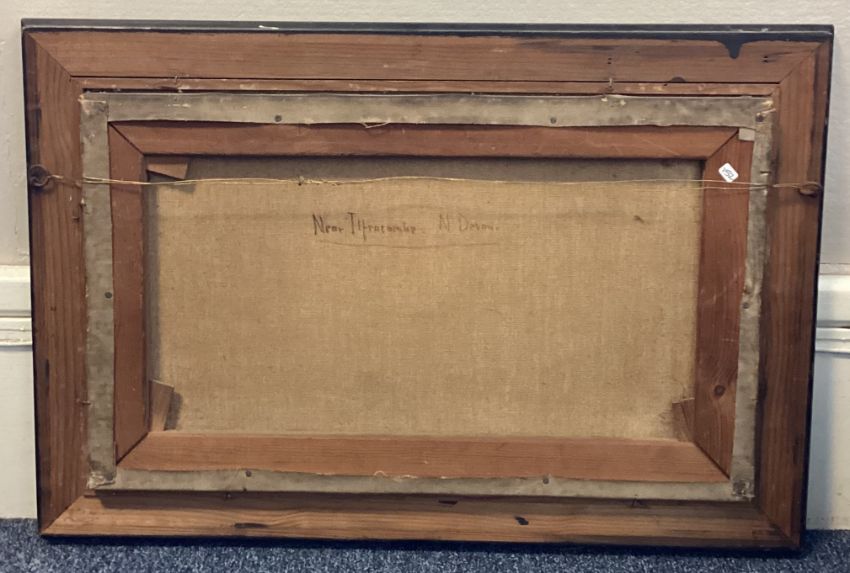 Near Ilfracombe - N Devon.